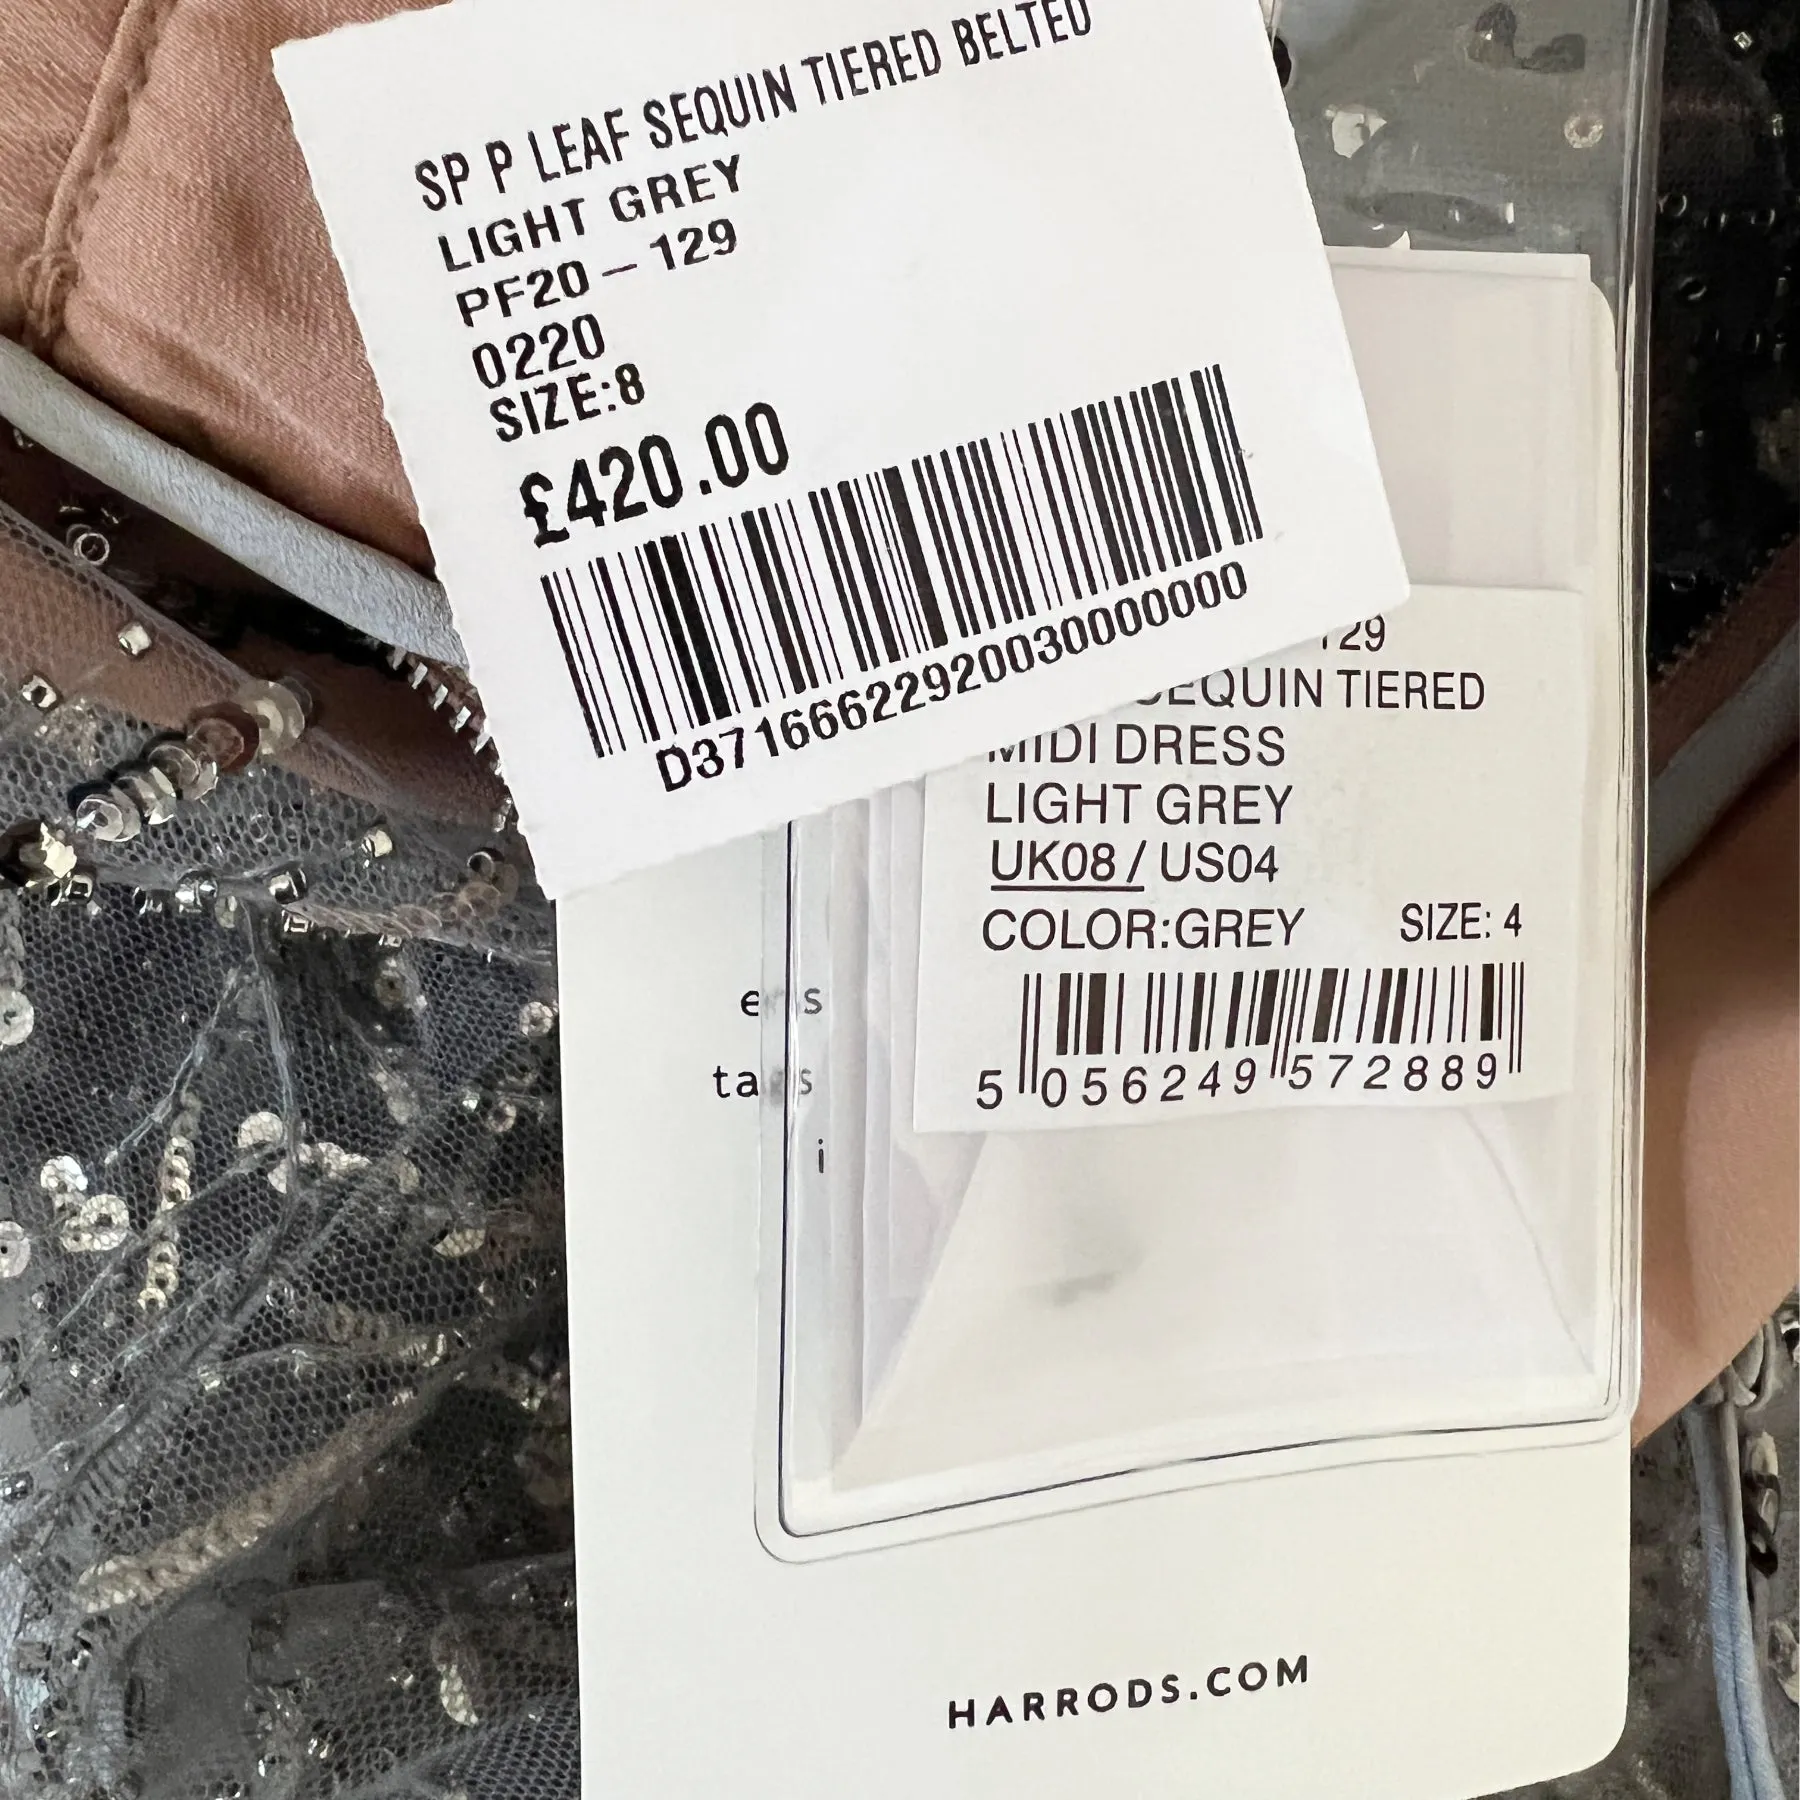 SP P LEAF SEQUIN TIERED BELTED
LIGHT GREY
PF20-129
0220
SIZE:8
£420.00
D37166622920030000000
129
SEQUIN TIERED
MIDI DRESS
LIGHT GREY
UK08 / US04
COLOR:GREY SIZE: 4
5 056249 572889
i
HARRODS.COM